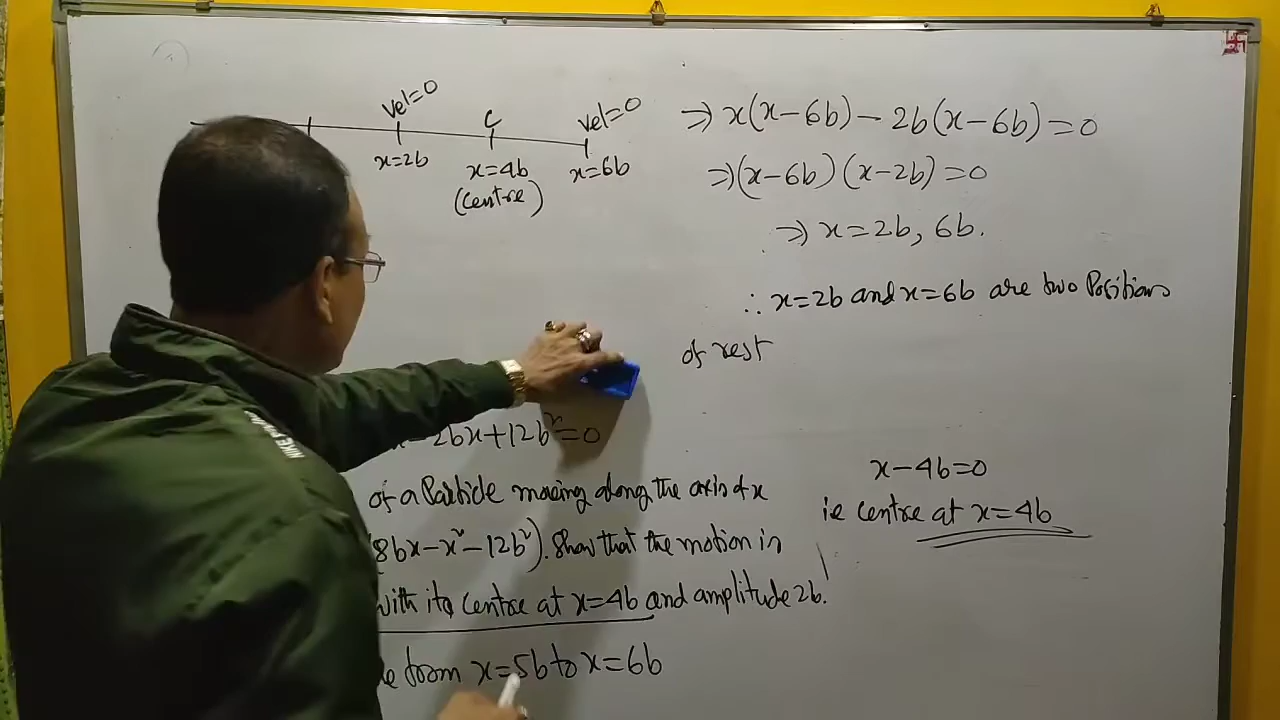 vel=0
C
vel=0
x=2b
x=4b
x=6b
(centre)
⇒ x(x-6b) - 2b(x-6b) = 0
⇒ (x-6b) (x-2b) = 0
⇒ x = 2b, 6b.
∴ x=2b and x=6b are two Positions
of rest
- 2bx + 12b² = 0
of a Particle moving along the axis of x
8bx - x² - 12b²). Show that the motion is
with its centre at x=4b and amplitude 2b.
from x=5b to x=6b
x - 4b = 0
ie centre at x=4b